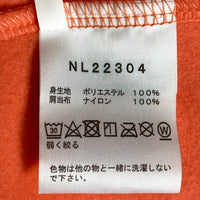 NL22304
身生地 ポリエステル 100%
肩当布 ナイロン 100%
30 W
弱く絞る
色物は他の物と一緒に洗濯しない
で下さい。